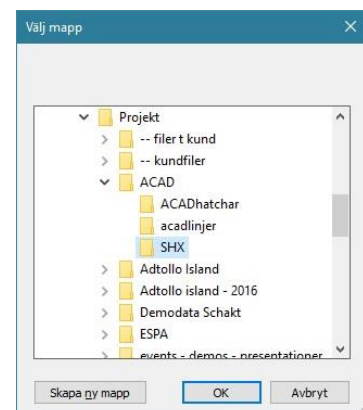 Välj mapp
Projekt
-- filer t kund
-- kundfiler
ACAD
ACADhatchar
acadlinjer
SHX
Adtollo Island
Adtollo island - 2016
Demodata Schakt
ESPA
events - demos - presentationer
Skapa ny mapp OK Avbryt